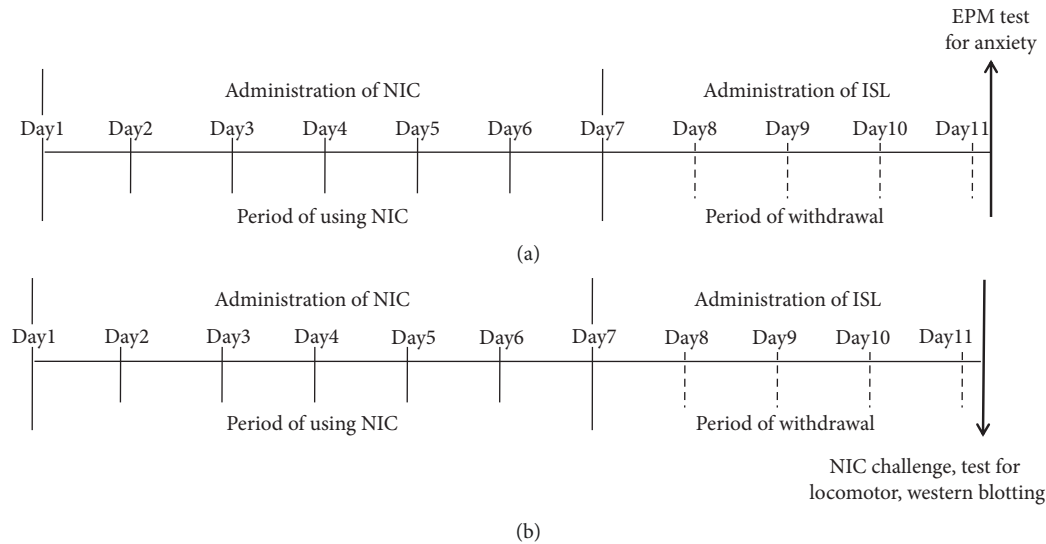 EPM test
for anxiety
Administration of NIC
Administration of ISL
Day1 Day2 Day3 Day4 Day5 Day6 Day7 Day8 Day9 Day10 Day11
Period of using NIC
Period of withdrawal
(a)
Administration of NIC
Administration of ISL
Day1 Day2 Day3 Day4 Day5 Day6 Day7 Day8 Day9 Day10 Day11
Period of using NIC
Period of withdrawal
NIC challenge, test for
locomotor, western blotting
(b)